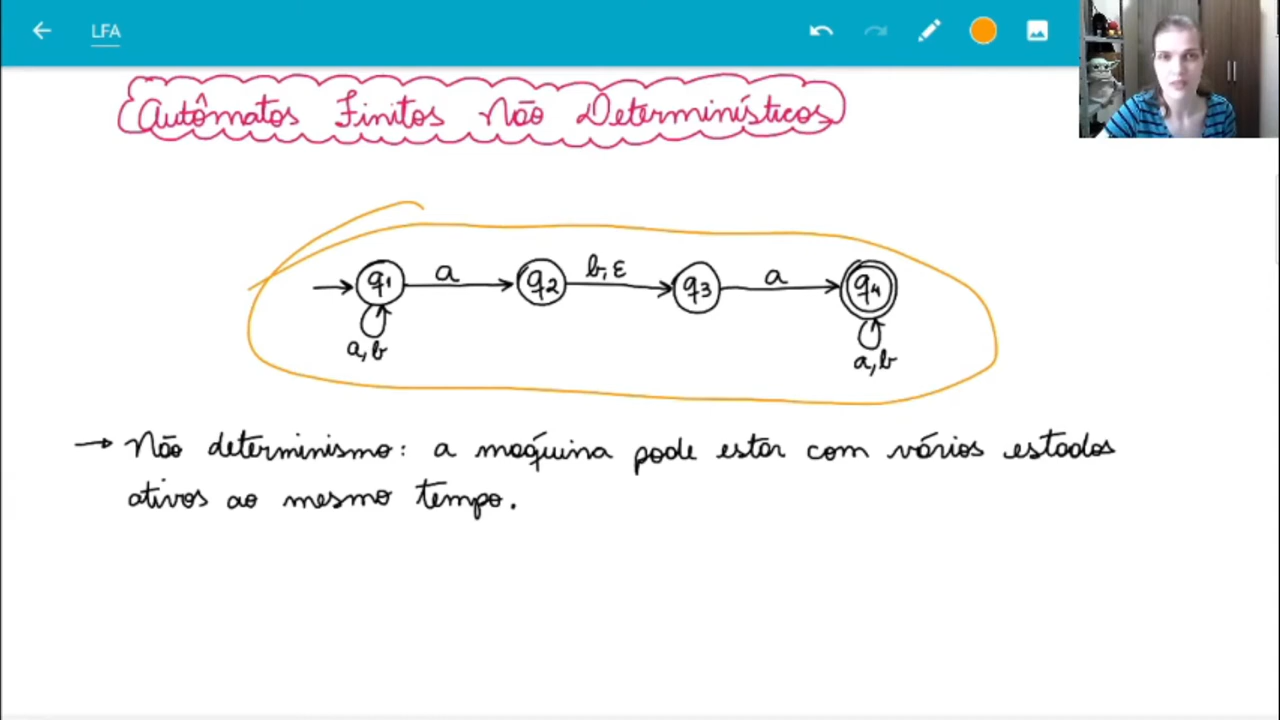 LFA
Autômatos Finitos Não Determinísticos
a b,ε a
q1 q2 q3 q4
a,b a,b
→ Não determinismo: a máquina pode estar com vários estados
ativos ao mesmo tempo.